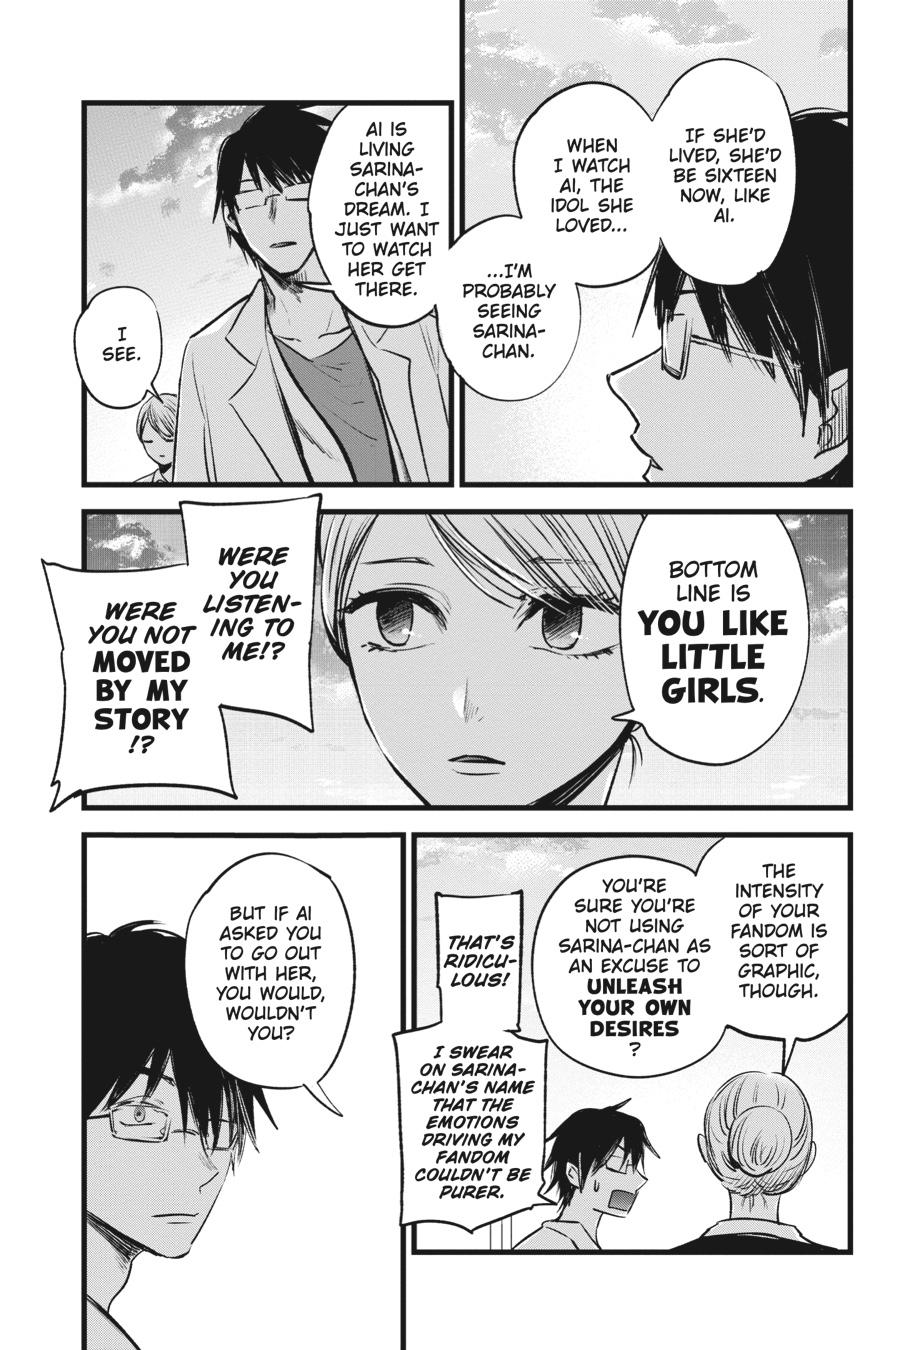 IF SHE'D
LIVED, SHE'D
BE SIXTEEN
NOW, LIKE
AI.
WHEN
I WATCH
AI, THE
IDOL SHE
LOVED...
...I'M
PROBABLY
SEEING
SARINA-
CHAN.
AI IS
LIVING
SARINA-
CHAN'S
DREAM. I
JUST WANT
TO WATCH
HER GET
THERE.
I
SEE.
BOTTOM
LINE IS
YOU LIKE
LITTLE
GIRLS.
WERE
YOU
LISTEN-
ING TO
ME!?
WERE
YOU NOT
MOVED
BY MY
STORY
!?
THE
INTENSITY
OF YOUR
FANDOM IS
SORT OF
GRAPHIC,
THOUGH.
YOU'RE
SURE YOU'RE
NOT USING
SARINA-CHAN AS
AN EXCUSE TO
UNLEASH
YOUR OWN
DESIRES
?
THAT'S
RIDICU-
LOUS!
I SWEAR
ON SARINA-
CHAN'S NAME
THAT THE
EMOTIONS
DRIVING MY
FANDOM
COULDN'T BE
PURER.
BUT IF AI
ASKED YOU
TO GO OUT
WITH HER,
YOU WOULD,
WOULDN'T
YOU?